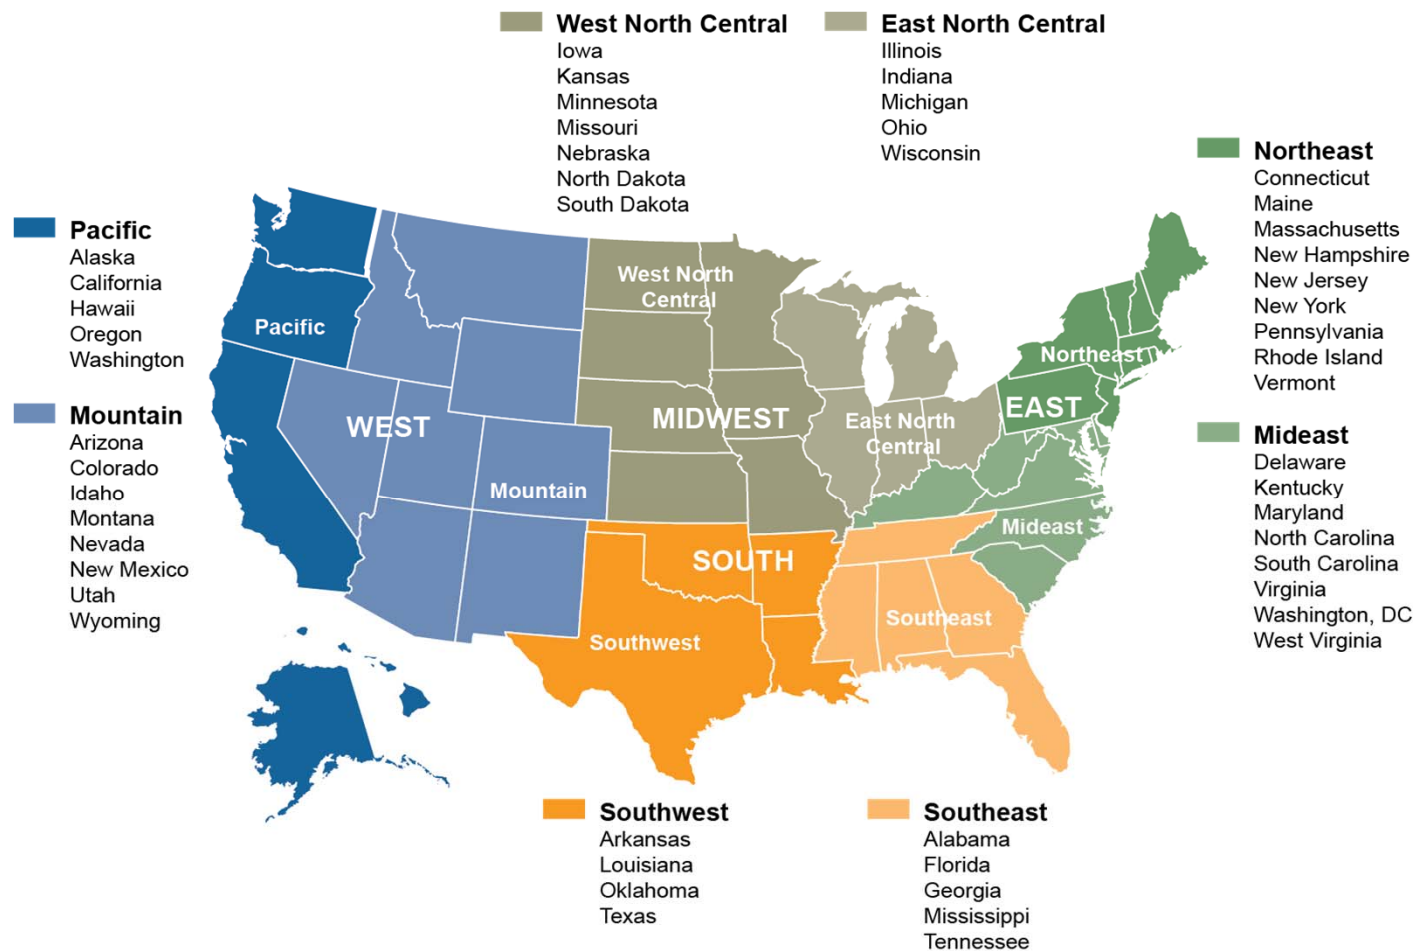 West North Central
Iowa
Kansas
Minnesota
Missouri
Nebraska
North Dakota
South Dakota
East North Central
Illinois
Indiana
Michigan
Ohio
Wisconsin
Northeast
Connecticut
Maine
Massachusetts
New Hampshire
New Jersey
New York
Pennsylvania
Rhode Island
Vermont
Pacific
Alaska
California
Hawaii
Oregon
Washington
Mountain
Arizona
Colorado
Idaho
Montana
Nevada
New Mexico
Utah
Wyoming
Mideast
Delaware
Kentucky
Maryland
North Carolina
South Carolina
Virginia
Washington, DC
West Virginia
West North
Central
Pacific
Northeast
WEST
MIDWEST
EAST
East North
Central
Mountain
Mideast
SOUTH
Southeast
Southwest
Southwest
Arkansas
Louisiana
Oklahoma
Texas
Southeast
Alabama
Florida
Georgia
Mississippi
Tennessee